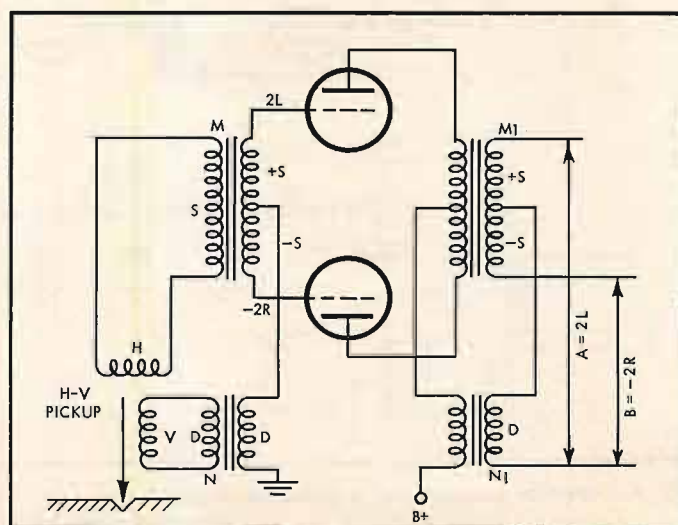 2L
M
M1
+S
+S
S
-S
-S
-2R
A = 2L
H
B = -2R
H-V
PICKUP
V
D
D
D
N
N1
B+